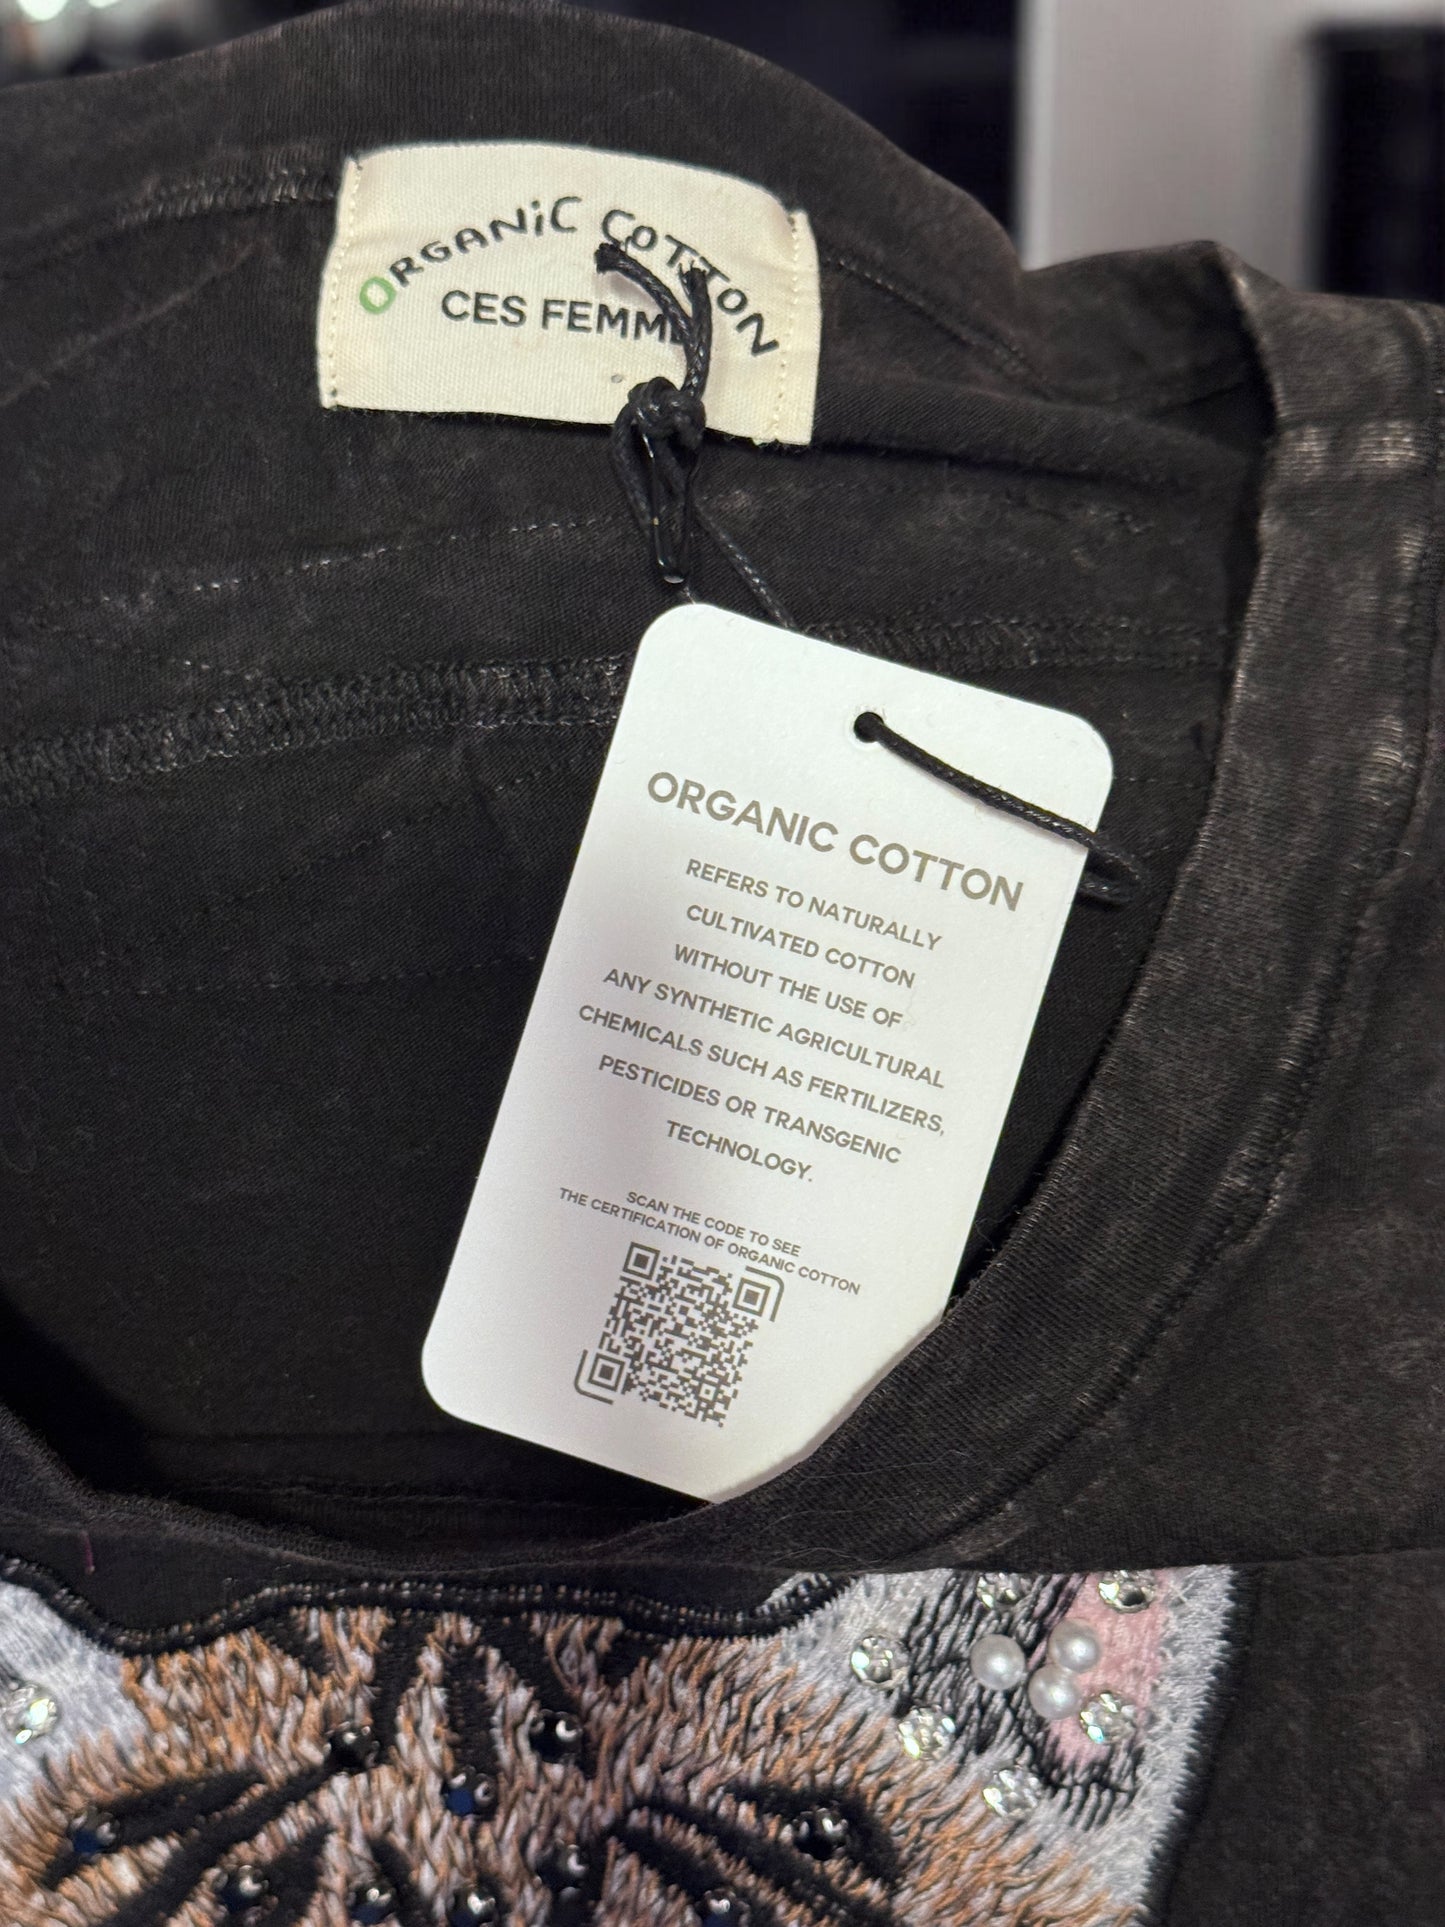 ORGANiC COTTON
CES FEMME
ORGANIC COTTON
REFERS TO NATURALLY
CULTIVATED COTTON
WITHOUT THE USE OF
ANY SYNTHETIC AGRICULTURAL
CHEMICALS SUCH AS FERTILIZERS,
PESTICIDES OR TRANSGENIC
TECHNOLOGY.
SCAN THE CODE TO SEE
THE CERTIFICATION OF ORGANIC COTTON